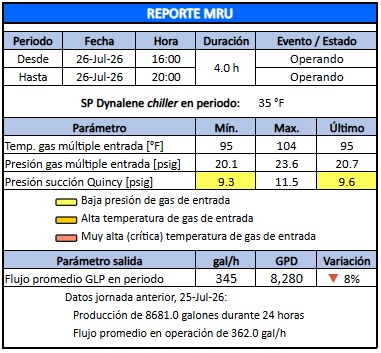 REPORTE MRU
Periodo Fecha Hora Duración Evento / Estado
Desde 26-Jul-26 16:00 4.0 h Operando
Hasta 26-Jul-26 20:00 Operando
SP Dynalene chiller en periodo: 35 °F
Parámetro Mín. Max. Último
Temp. gas múltiple entrada [°F] 95 104 95
Presión gas múltiple entrada [psig] 20.1 23.6 20.7
Presión succión Quincy [psig] 9.3 11.5 9.6
Baja presión de gas de entrada
Alta temperatura de gas de entrada
Muy alta (crítica) temperatura de gas de entrada
Parámetro salida gal/h GPD Variación
Flujo promedio GLP en periodo 345 8,280 ▼ 8%
Datos jornada anterior, 25-Jul-26:
Producción de 8681.0 galones durante 24 horas
Flujo promedio en operación de 362.0 gal/h